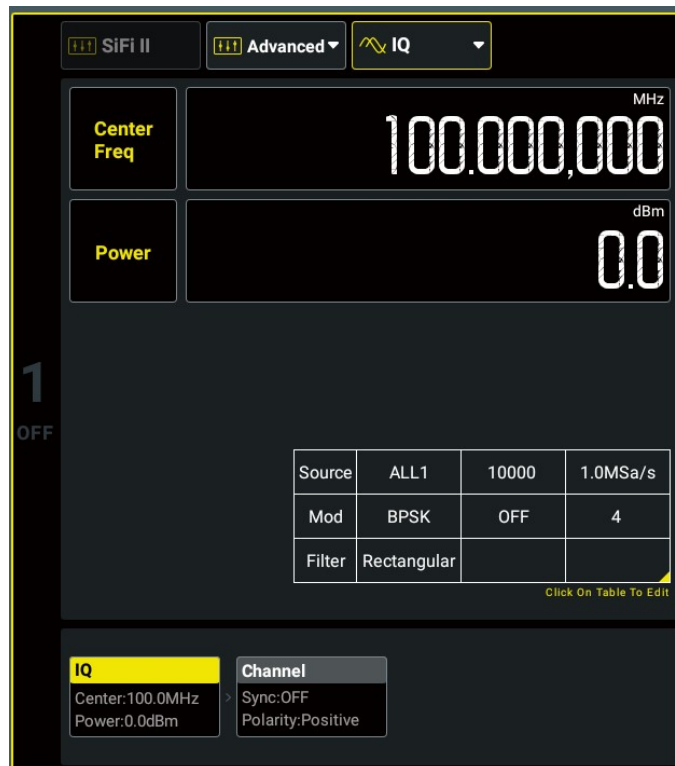 SiFi II Advanced IQ
MHz
Center
Freq
100.000,000
dBm
Power
0.0
1
OFF
Source ALL1 10000 1.0MSa/s
Mod BPSK OFF 4
Filter Rectangular
Click On Table To Edit
IQ
Center:100.0MHz
Power:0.0dBm
>
Channel
Sync:OFF
Polarity:Positive